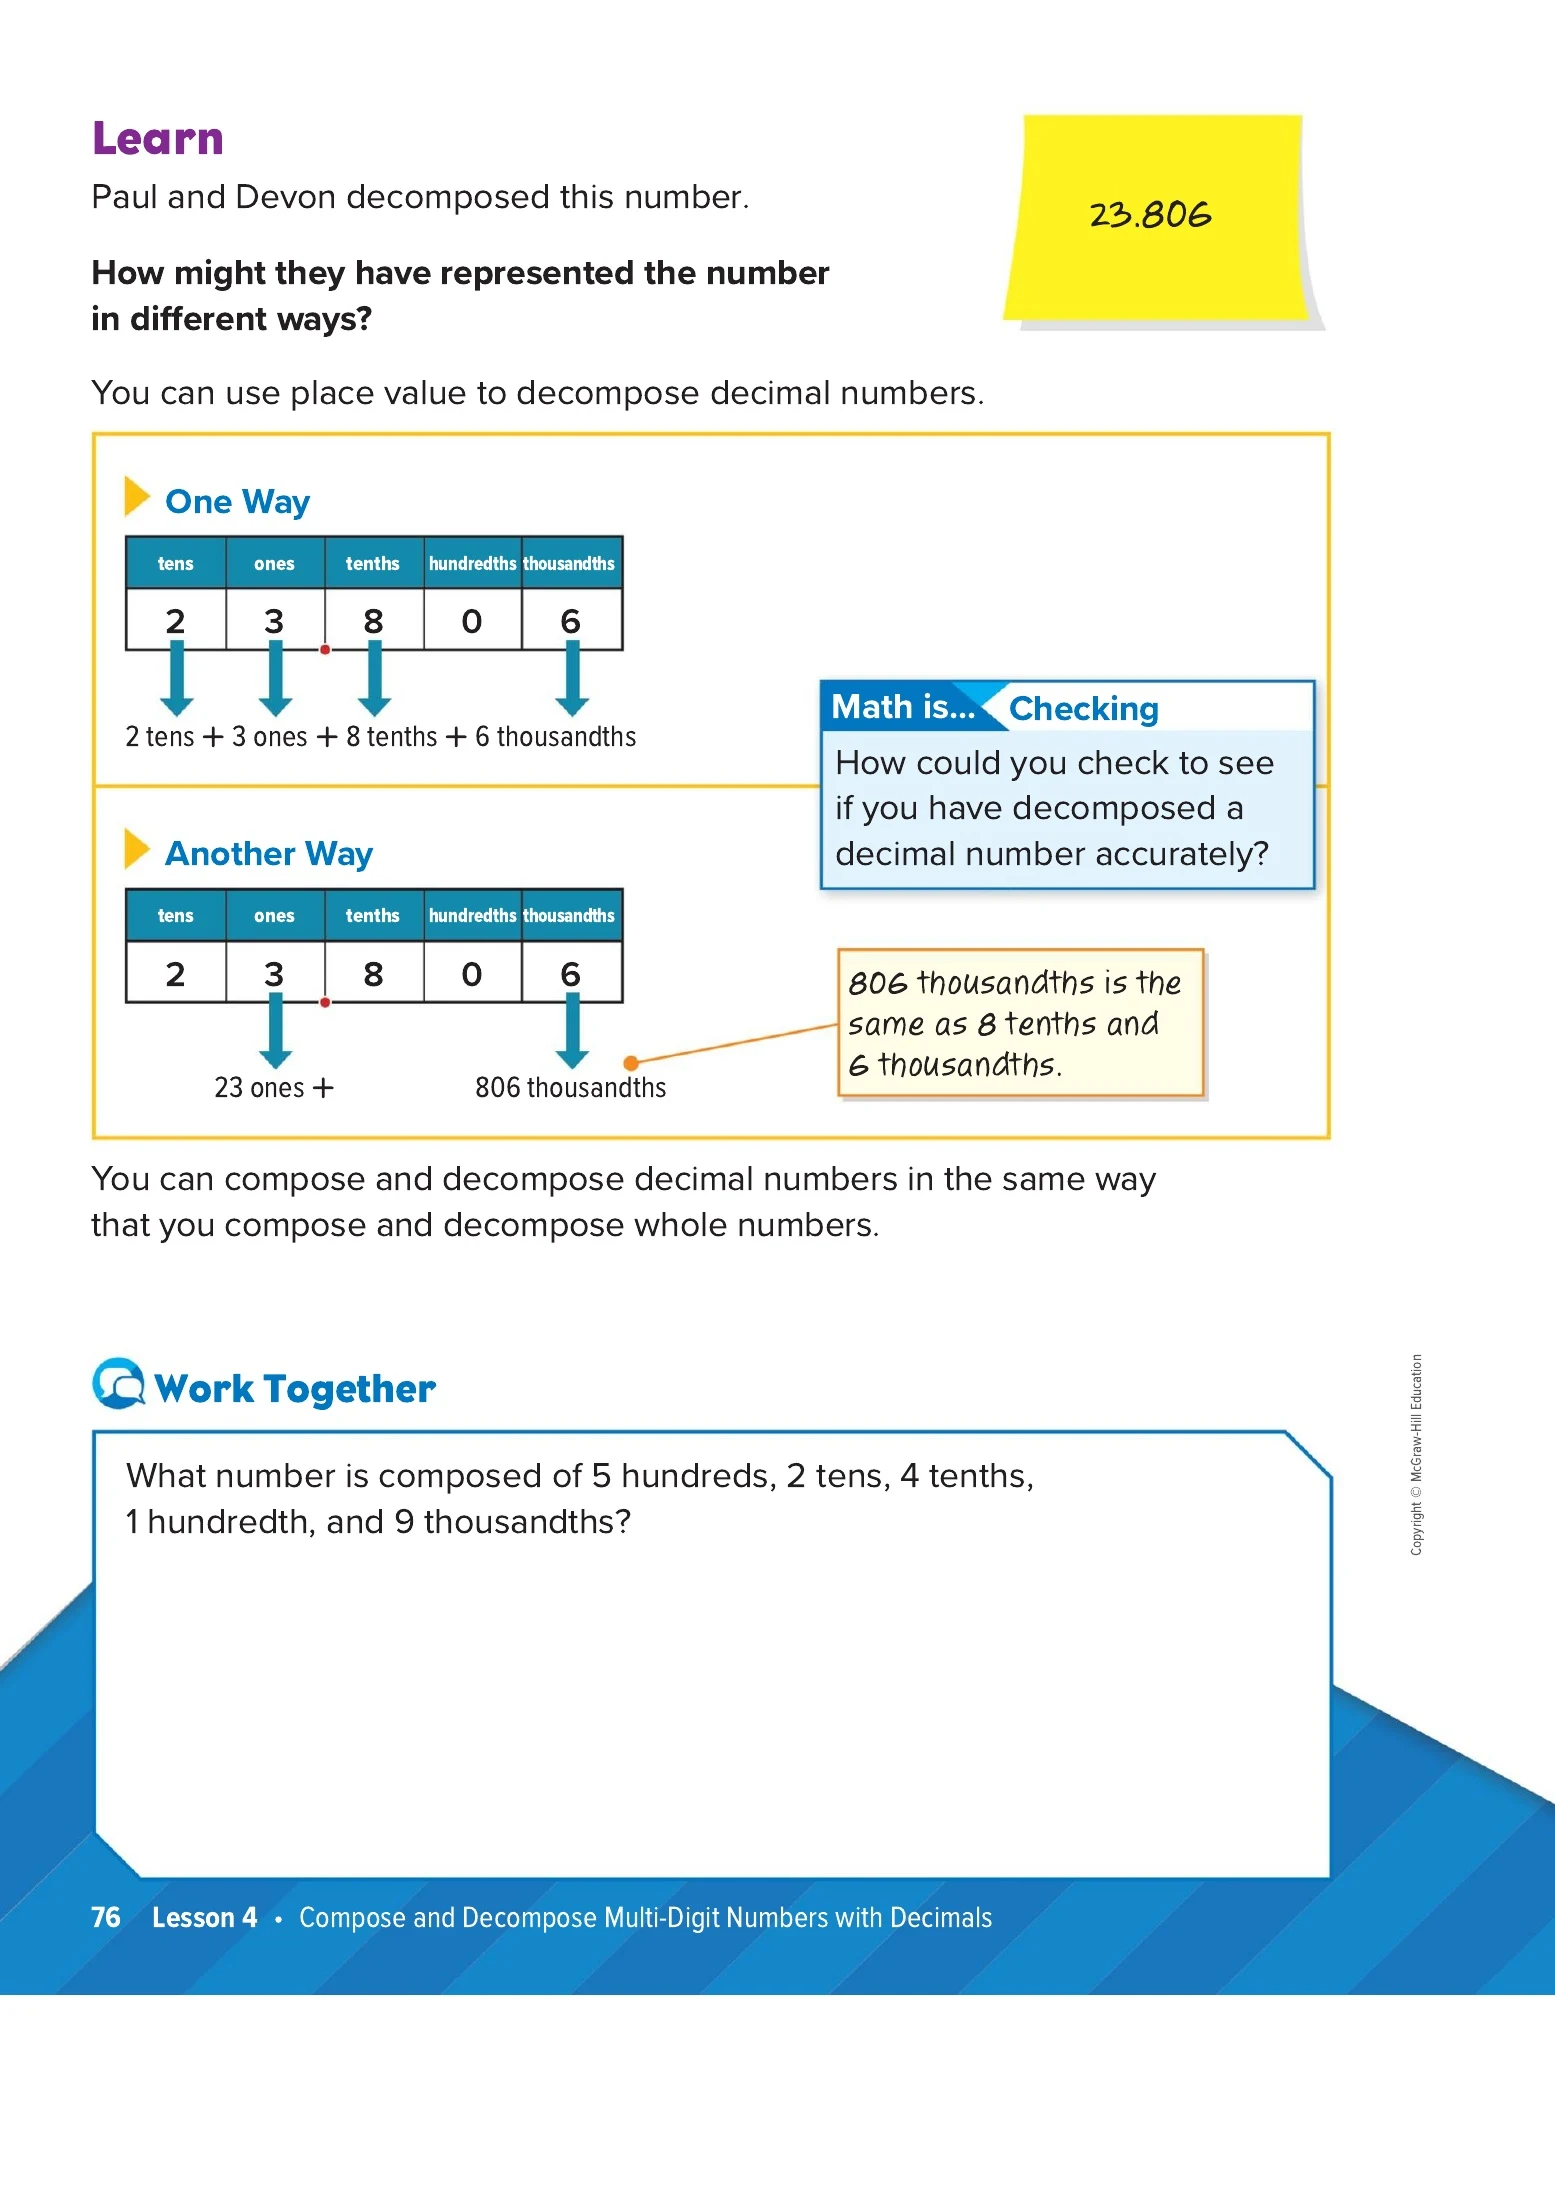 Learn
Paul and Devon decomposed this number.
23.806
How might they have represented the number
in different ways?
You can use place value to decompose decimal numbers.
One Way
tens ones tenths hundredths thousandths
2 3 8 0 6
2 tens + 3 ones + 8 tenths + 6 thousandths
Math is... Checking
How could you check to see
if you have decomposed a
decimal number accurately?
Another Way
tens ones tenths hundredths thousandths
2 3 8 0 6
23 ones + 806 thousandths
806 thousandths is the
same as 8 tenths and
6 thousandths.
You can compose and decompose decimal numbers in the same way
that you compose and decompose whole numbers.
Work Together
What number is composed of 5 hundreds, 2 tens, 4 tenths,
1 hundredth, and 9 thousandths?
Copyright © McGraw-Hill Education
76 Lesson 4 • Compose and Decompose Multi-Digit Numbers with Decimals